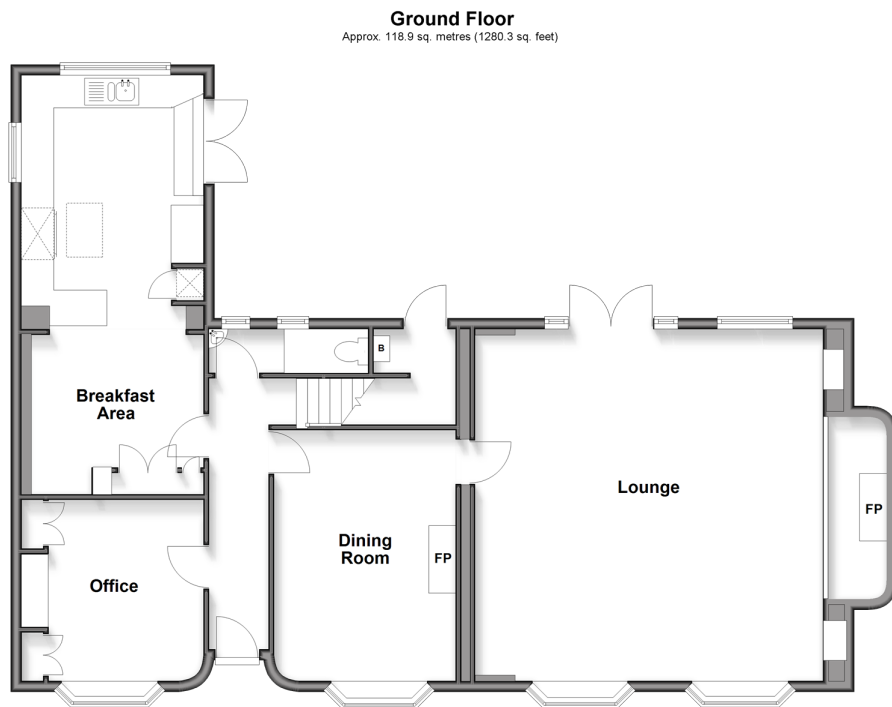 Ground Floor
Approx. 118.9 sq. metres (1280.3 sq. feet)
B
Breakfast
Area
Lounge
FP
Dining
Room
FP
Office